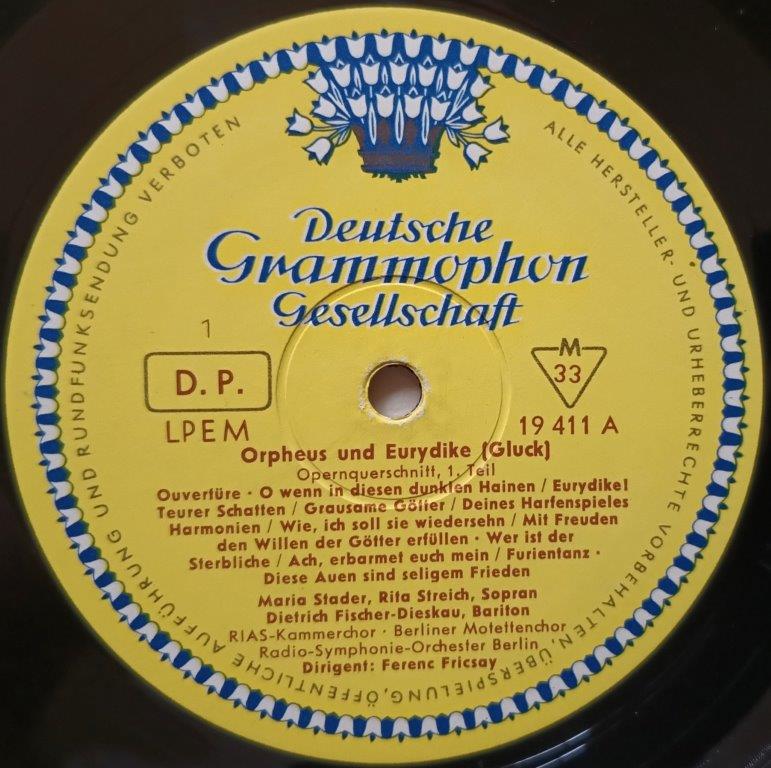 Deutsche
Grammophon
Gesellschaft
1
D. P.
LPEM
M
33
19 411 A
Orpheus und Eurydike (Gluck)
Opernquerschnitt, 1. Teil
Ouvertüre · O wenn in diesen dunklen Hainen / Eurydike!
Teurer Schatten / Grausame Götter / Deines Harfenspieles
Harmonien / Wie, ich soll sie wiedersehn / Mit Freuden
den Willen der Götter erfüllen · Wer ist der
Sterbliche / Ach, erbarmet euch mein / Furientanz ·
Diese Auen sind seligem Frieden
Maria Stader, Rita Streich, Sopran
Dietrich Fischer-Dieskau, Bariton
RIAS-Kammerchor · Berliner Motettenchor
Radio-Symphonie-Orchester Berlin
Dirigent: Ferenc Fricsay
ALLE HERSTELLER- UND URHEBERRECHTE VORBEHALTEN, ÜBERSPIELUNG, ÖFFENTLICHE AUFFÜHRUNG UND RUNDFUNKSENDUNG VERBOTEN